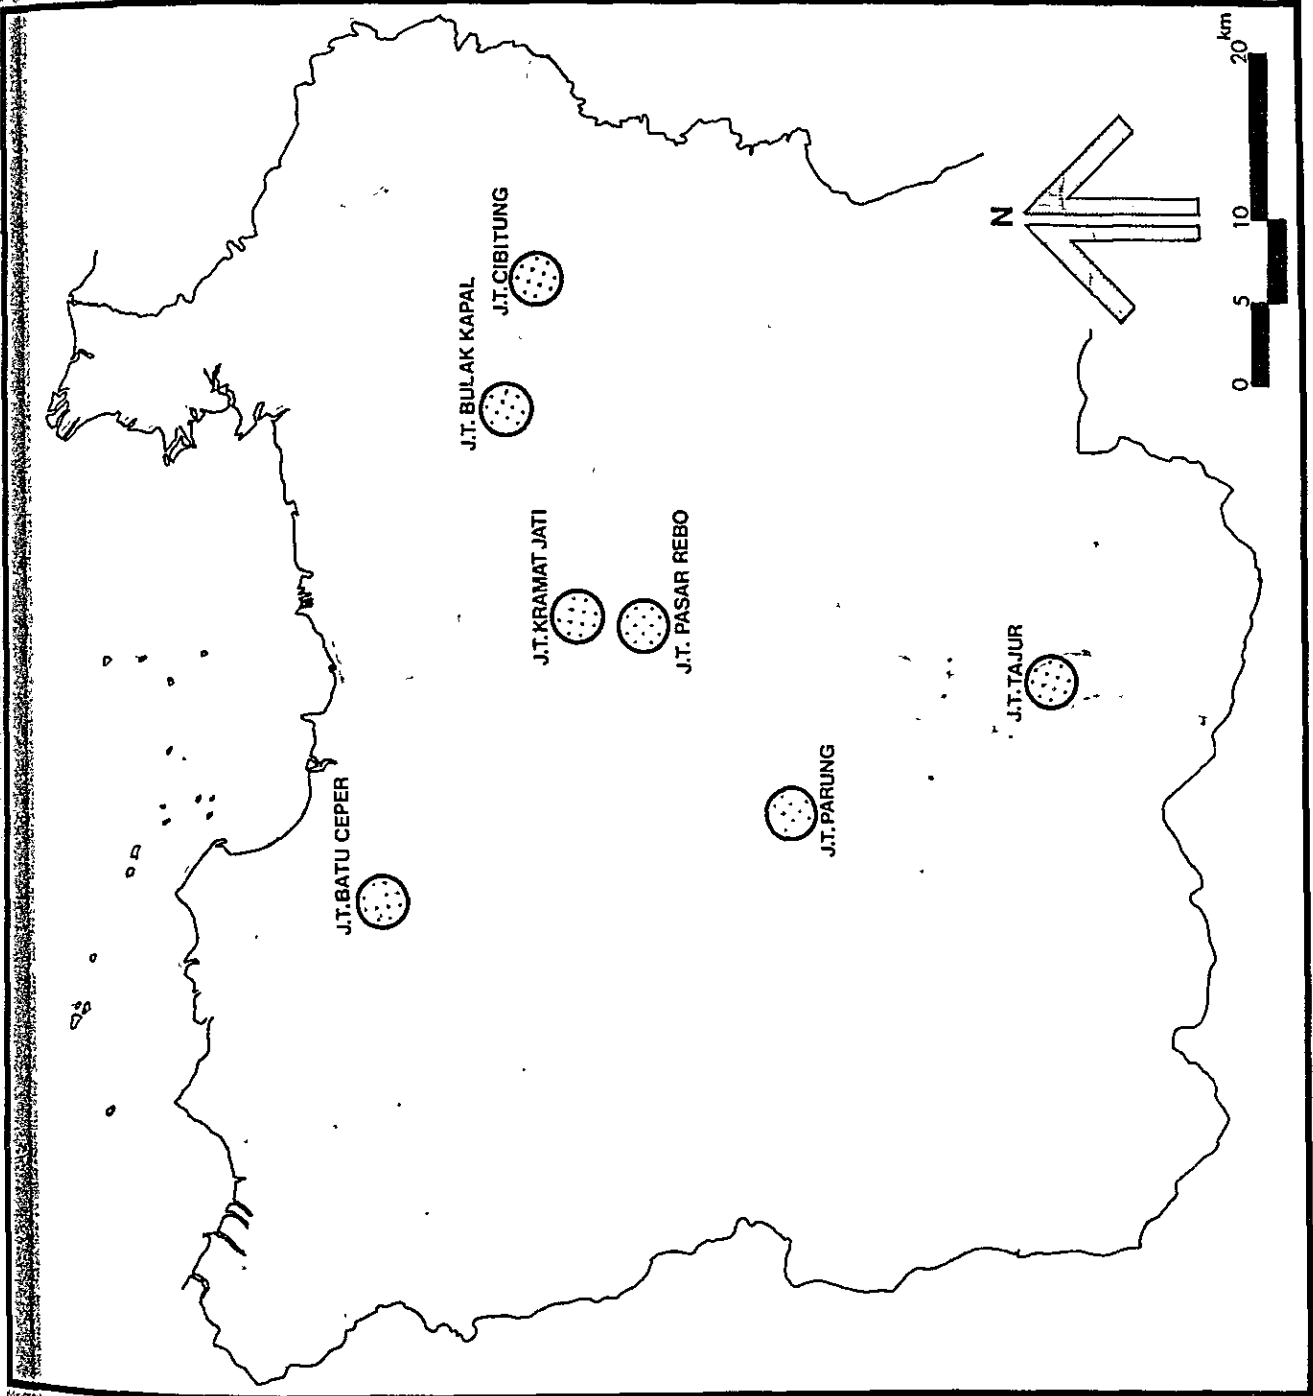 J.T.BATU CEPER
J.T. BULAK KAPAL
J.T.CIBITUNG
J.T.KRAMAT JATI
J.T. PASAR REBO
J.T.PARUNG
J.T.TAJUR
N
0 5 10 20 km